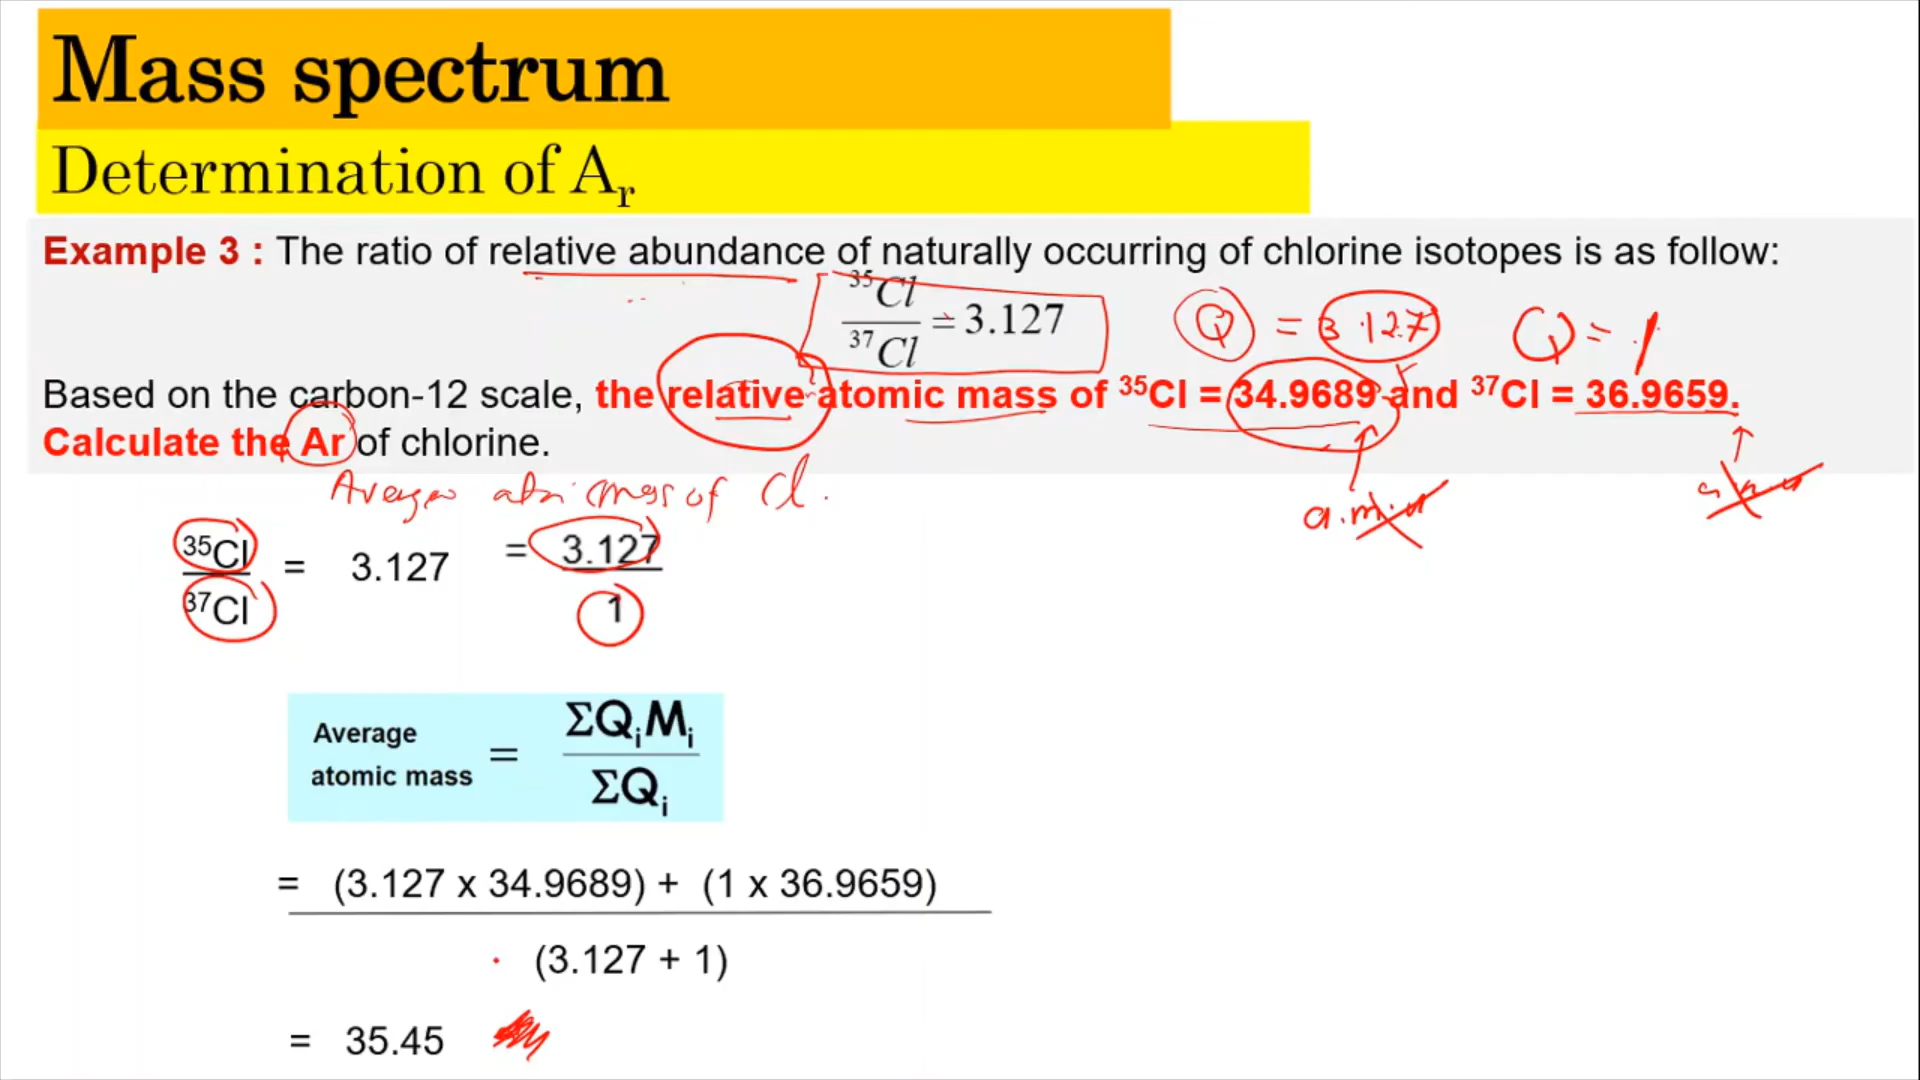 Mass spectrum
Determination of Ar
Example 3 : The ratio of relative abundance of naturally occurring of chlorine isotopes is as follow:
35Cl
37Cl
= 3.127
Q = 3.127 Q = 1
Based on the carbon-12 scale, the relative atomic mass of 35Cl = 34.9689 and 37Cl = 36.9659.
Calculate the Ar of chlorine.
mass of Cl.
a.m.u a.m.u
35Cl
37Cl
= 3.127 = 3.127
1
Average
atomic mass
= ΣQiMi
ΣQi
= (3.127 x 34.9689) + (1 x 36.9659)
(3.127 + 1)
= 35.45